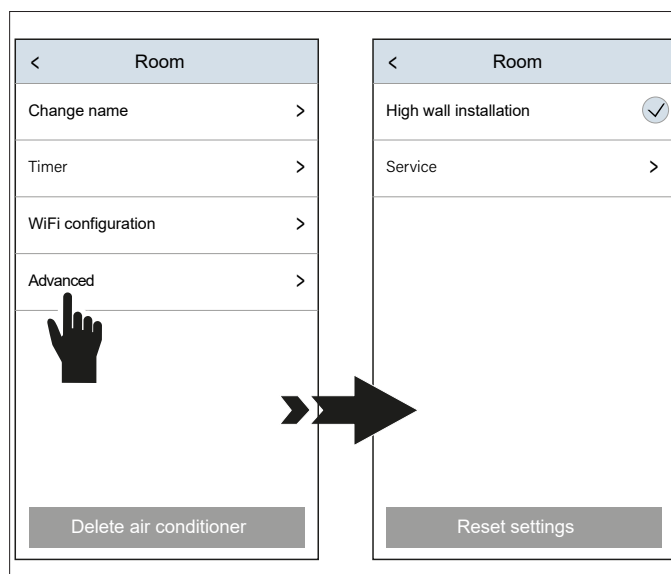 < Room
Change name >
Timer >
WiFi configuration >
Advanced >
Delete air conditioner
< Room
High wall installation
Service >
Reset settings